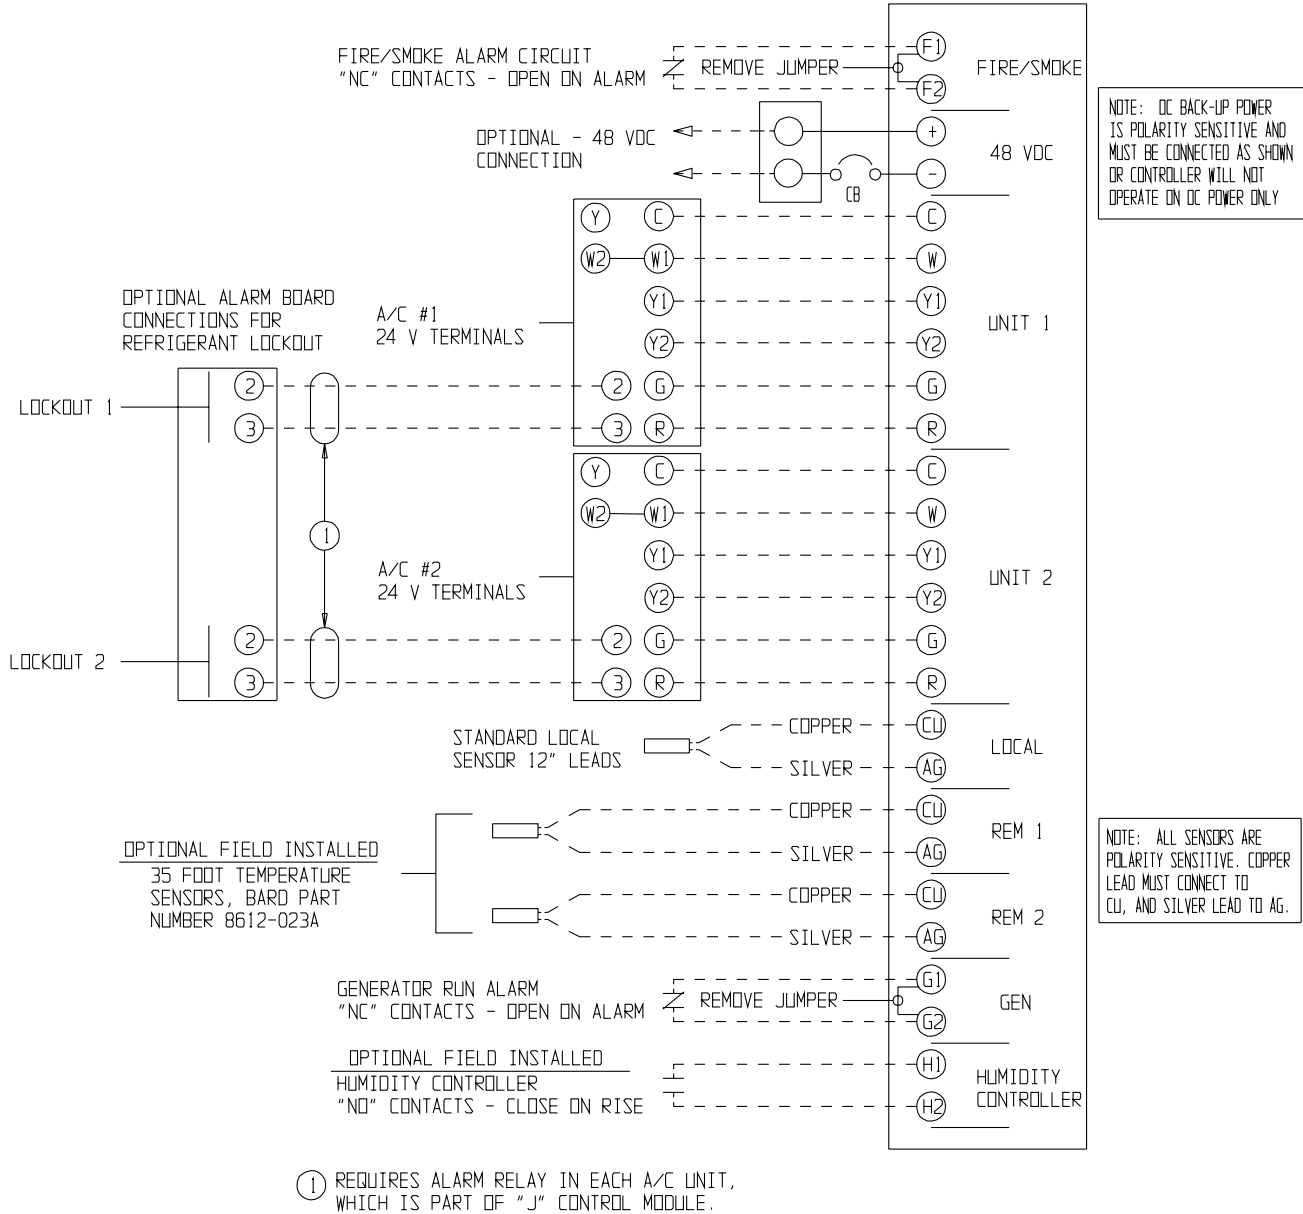 FIRE/SMOKE ALARM CIRCUIT
"NC" CONTACTS - OPEN ON ALARM
REMOVE JUMPER
F1
F2
FIRE/SMOKE
OPTIONAL - 48 VDC
CONNECTION
CB
+
-
48 VDC
NOTE: DC BACK-UP POWER
IS POLARITY SENSITIVE AND
MUST BE CONNECTED AS SHOWN
OR CONTROLLER WILL NOT
OPERATE ON DC POWER ONLY
OPTIONAL ALARM BOARD
CONNECTIONS FOR
REFRIGERANT LOCKOUT
LOCKOUT 1
2
3
A/C #1
24 V TERMINALS
Y C
W2 W1
Y1
Y2
2 G
3 R
C
W
Y1
Y2
G
R
UNIT 1
1
LOCKOUT 2
2
3
A/C #2
24 V TERMINALS
Y C
W2 W1
Y1
Y2
2 G
3 R
C
W
Y1
Y2
G
R
UNIT 2
STANDARD LOCAL
SENSOR 12" LEADS
COPPER CU
SILVER AG
LOCAL
OPTIONAL FIELD INSTALLED
35 FOOT TEMPERATURE
SENSORS, BARD PART
NUMBER 8612-023A
COPPER CU
SILVER AG
REM 1
COPPER CU
SILVER AG
REM 2
NOTE: ALL SENSORS ARE
POLARITY SENSITIVE. COPPER
LEAD MUST CONNECT TO
CU, AND SILVER LEAD TO AG.
GENERATOR RUN ALARM
"NC" CONTACTS - OPEN ON ALARM
REMOVE JUMPER
G1
G2
GEN
OPTIONAL FIELD INSTALLED
HUMIDITY CONTROLLER
"NO" CONTACTS - CLOSE ON RISE
H1
H2
HUMIDITY
CONTROLLER
1 REQUIRES ALARM RELAY IN EACH A/C UNIT,
WHICH IS PART OF "J" CONTROL MODULE.